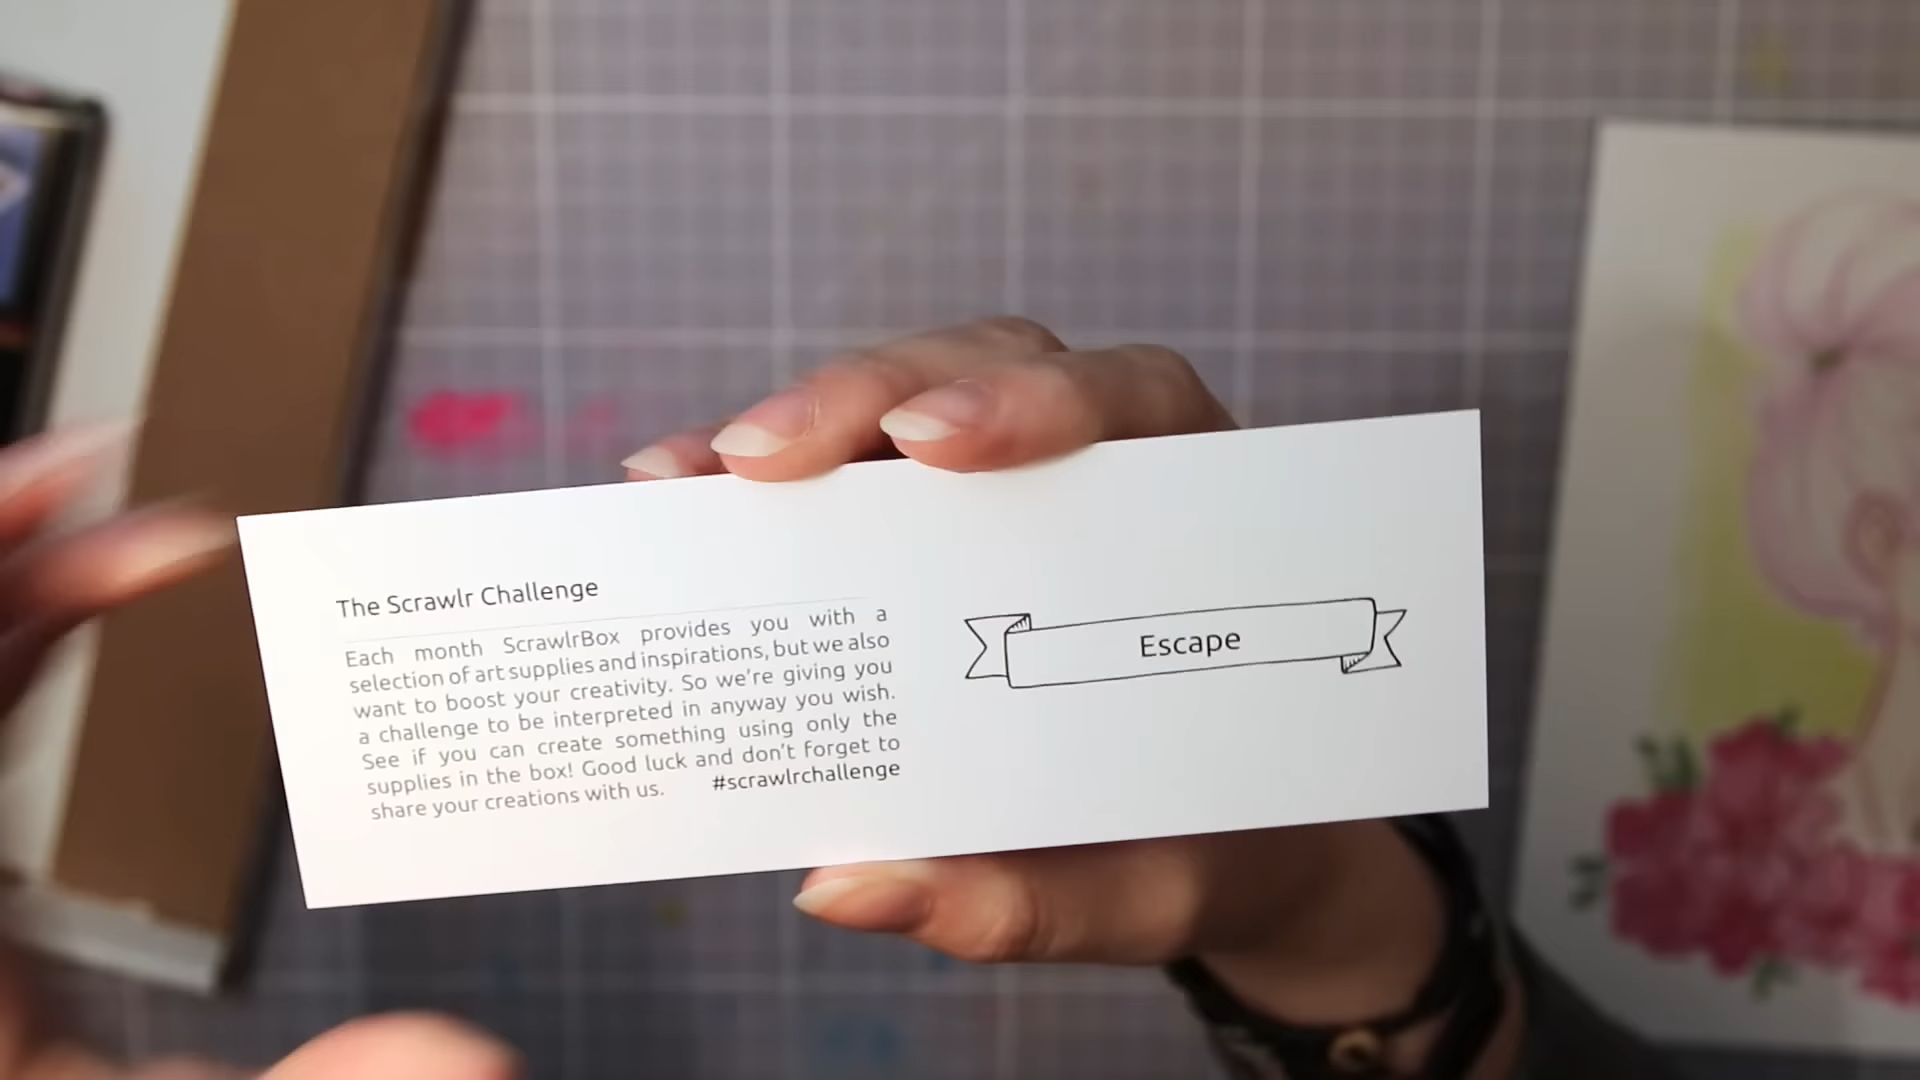 The Scrawlr Challenge
Each month ScrawlrBox provides you with a
selection of art supplies and inspirations, but we also
want to boost your creativity. So we're giving you
a challenge to be interpreted in anyway you wish.
See if you can create something using only the
supplies in the box! Good luck and don't forget to
share your creations with us. #scrawlrchallenge
Escape